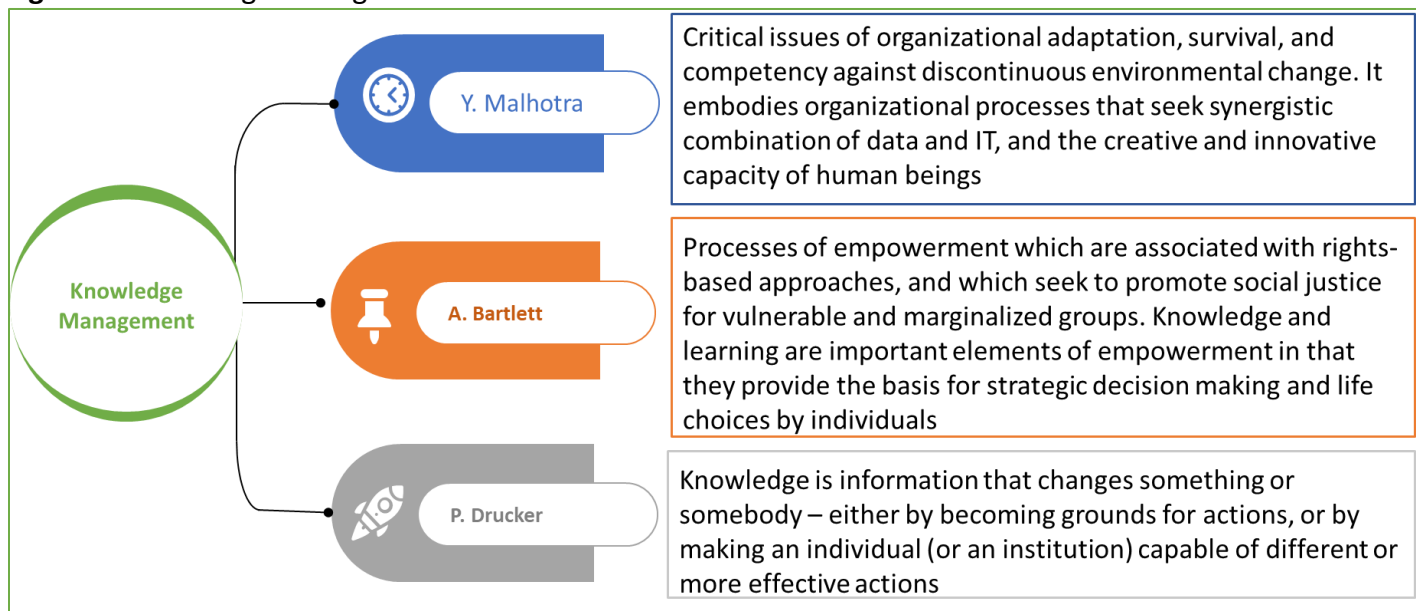 Knowledge
Management
Y. Malhotra
Critical issues of organizational adaptation, survival, and
competency against discontinuous environmental change. It
embodies organizational processes that seek synergistic
combination of data and IT, and the creative and innovative
capacity of human beings
A. Bartlett
Processes of empowerment which are associated with rights-
based approaches, and which seek to promote social justice
for vulnerable and marginalized groups. Knowledge and
learning are important elements of empowerment in that
they provide the basis for strategic decision making and life
choices by individuals
P. Drucker
Knowledge is information that changes something or
somebody – either by becoming grounds for actions, or by
making an individual (or an institution) capable of different or
more effective actions